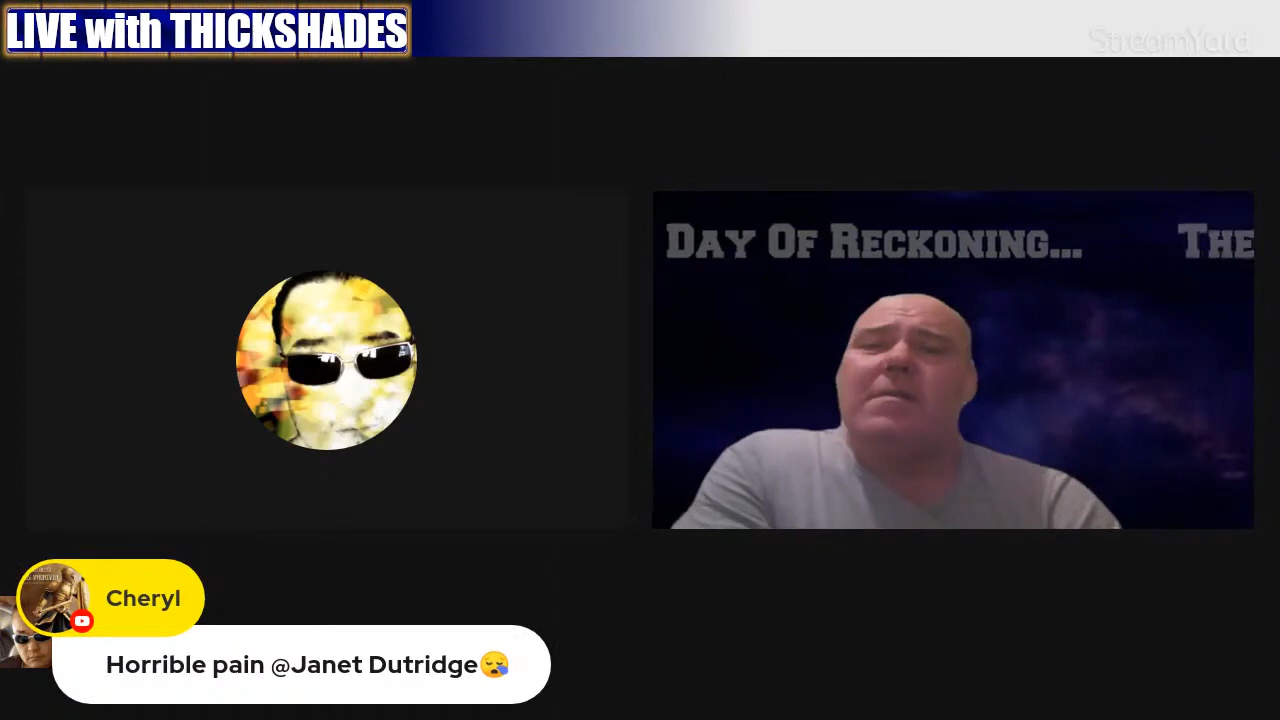 LIVE with THICKSHADES
StreamYard
DAY OF RECKONING... THE
Cheryl
Horrible pain @Janet Dutridge😪